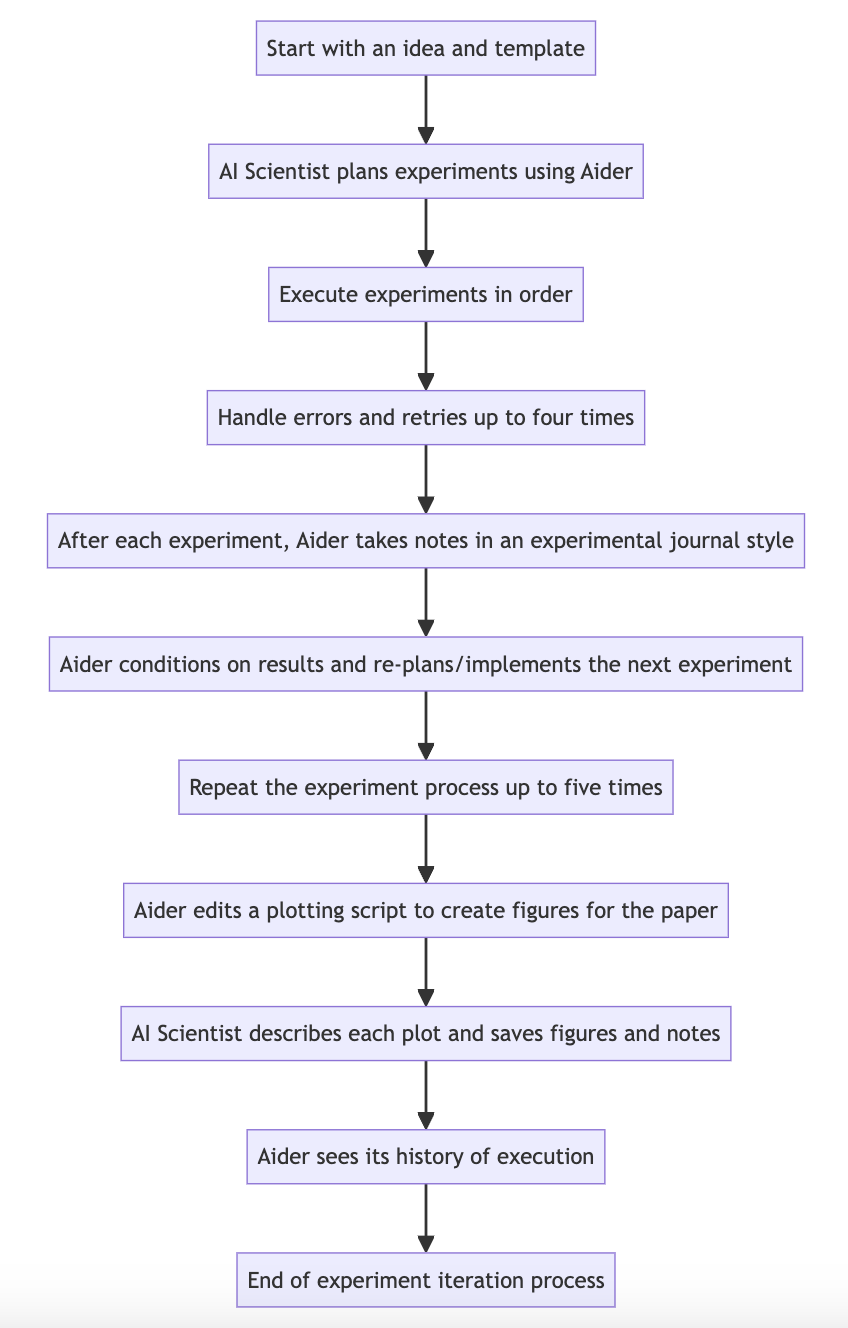 Start with an idea and template
AI Scientist plans experiments using Aider
Execute experiments in order
Handle errors and retries up to four times
After each experiment, Aider takes notes in an experimental journal style
Aider conditions on results and re-plans/implements the next experiment
Repeat the experiment process up to five times
Aider edits a plotting script to create figures for the paper
AI Scientist describes each plot and saves figures and notes
Aider sees its history of execution
End of experiment iteration process